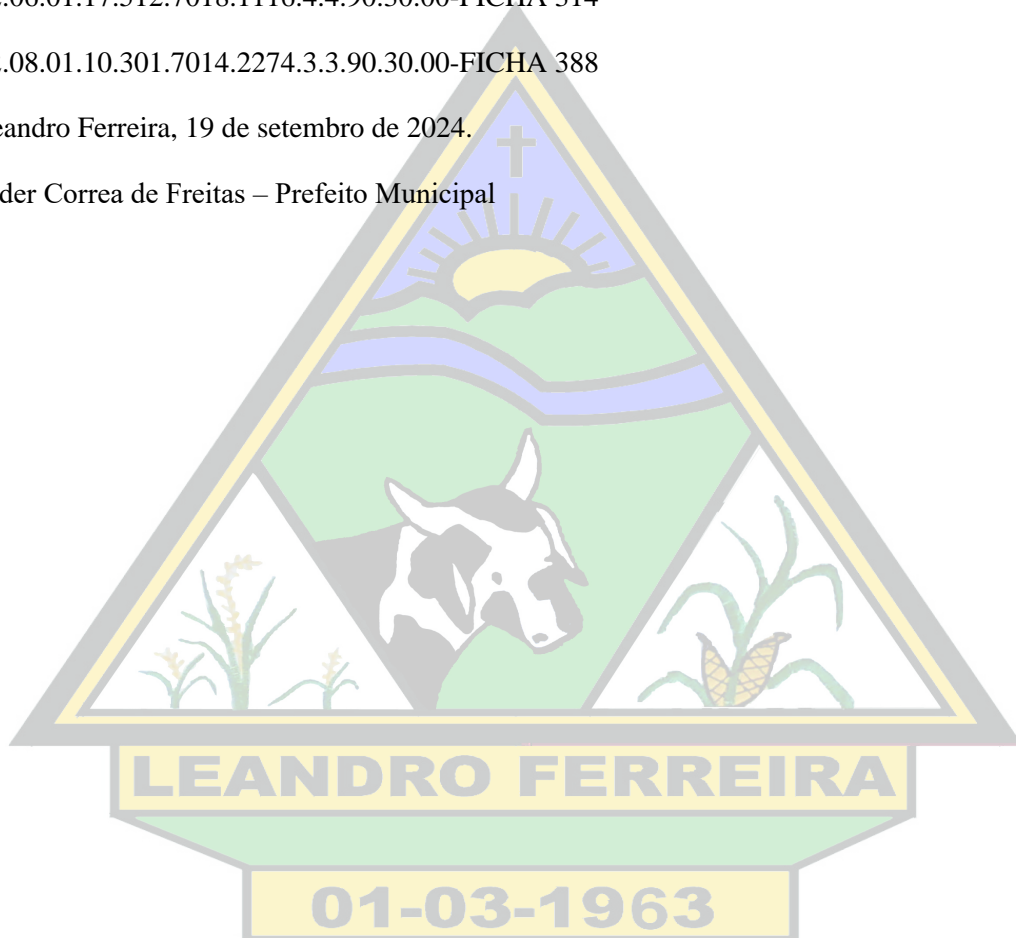 .06.01.17.512.7018.1116.4.4.90.30.00-FICHA 314
.08.01.10.301.7014.2274.3.3.90.30.00-FICHA 388
eandro Ferreira, 19 de setembro de 2024.
der Correa de Freitas – Prefeito Municipal
LEANDRO FERREIRA
01-03-1963